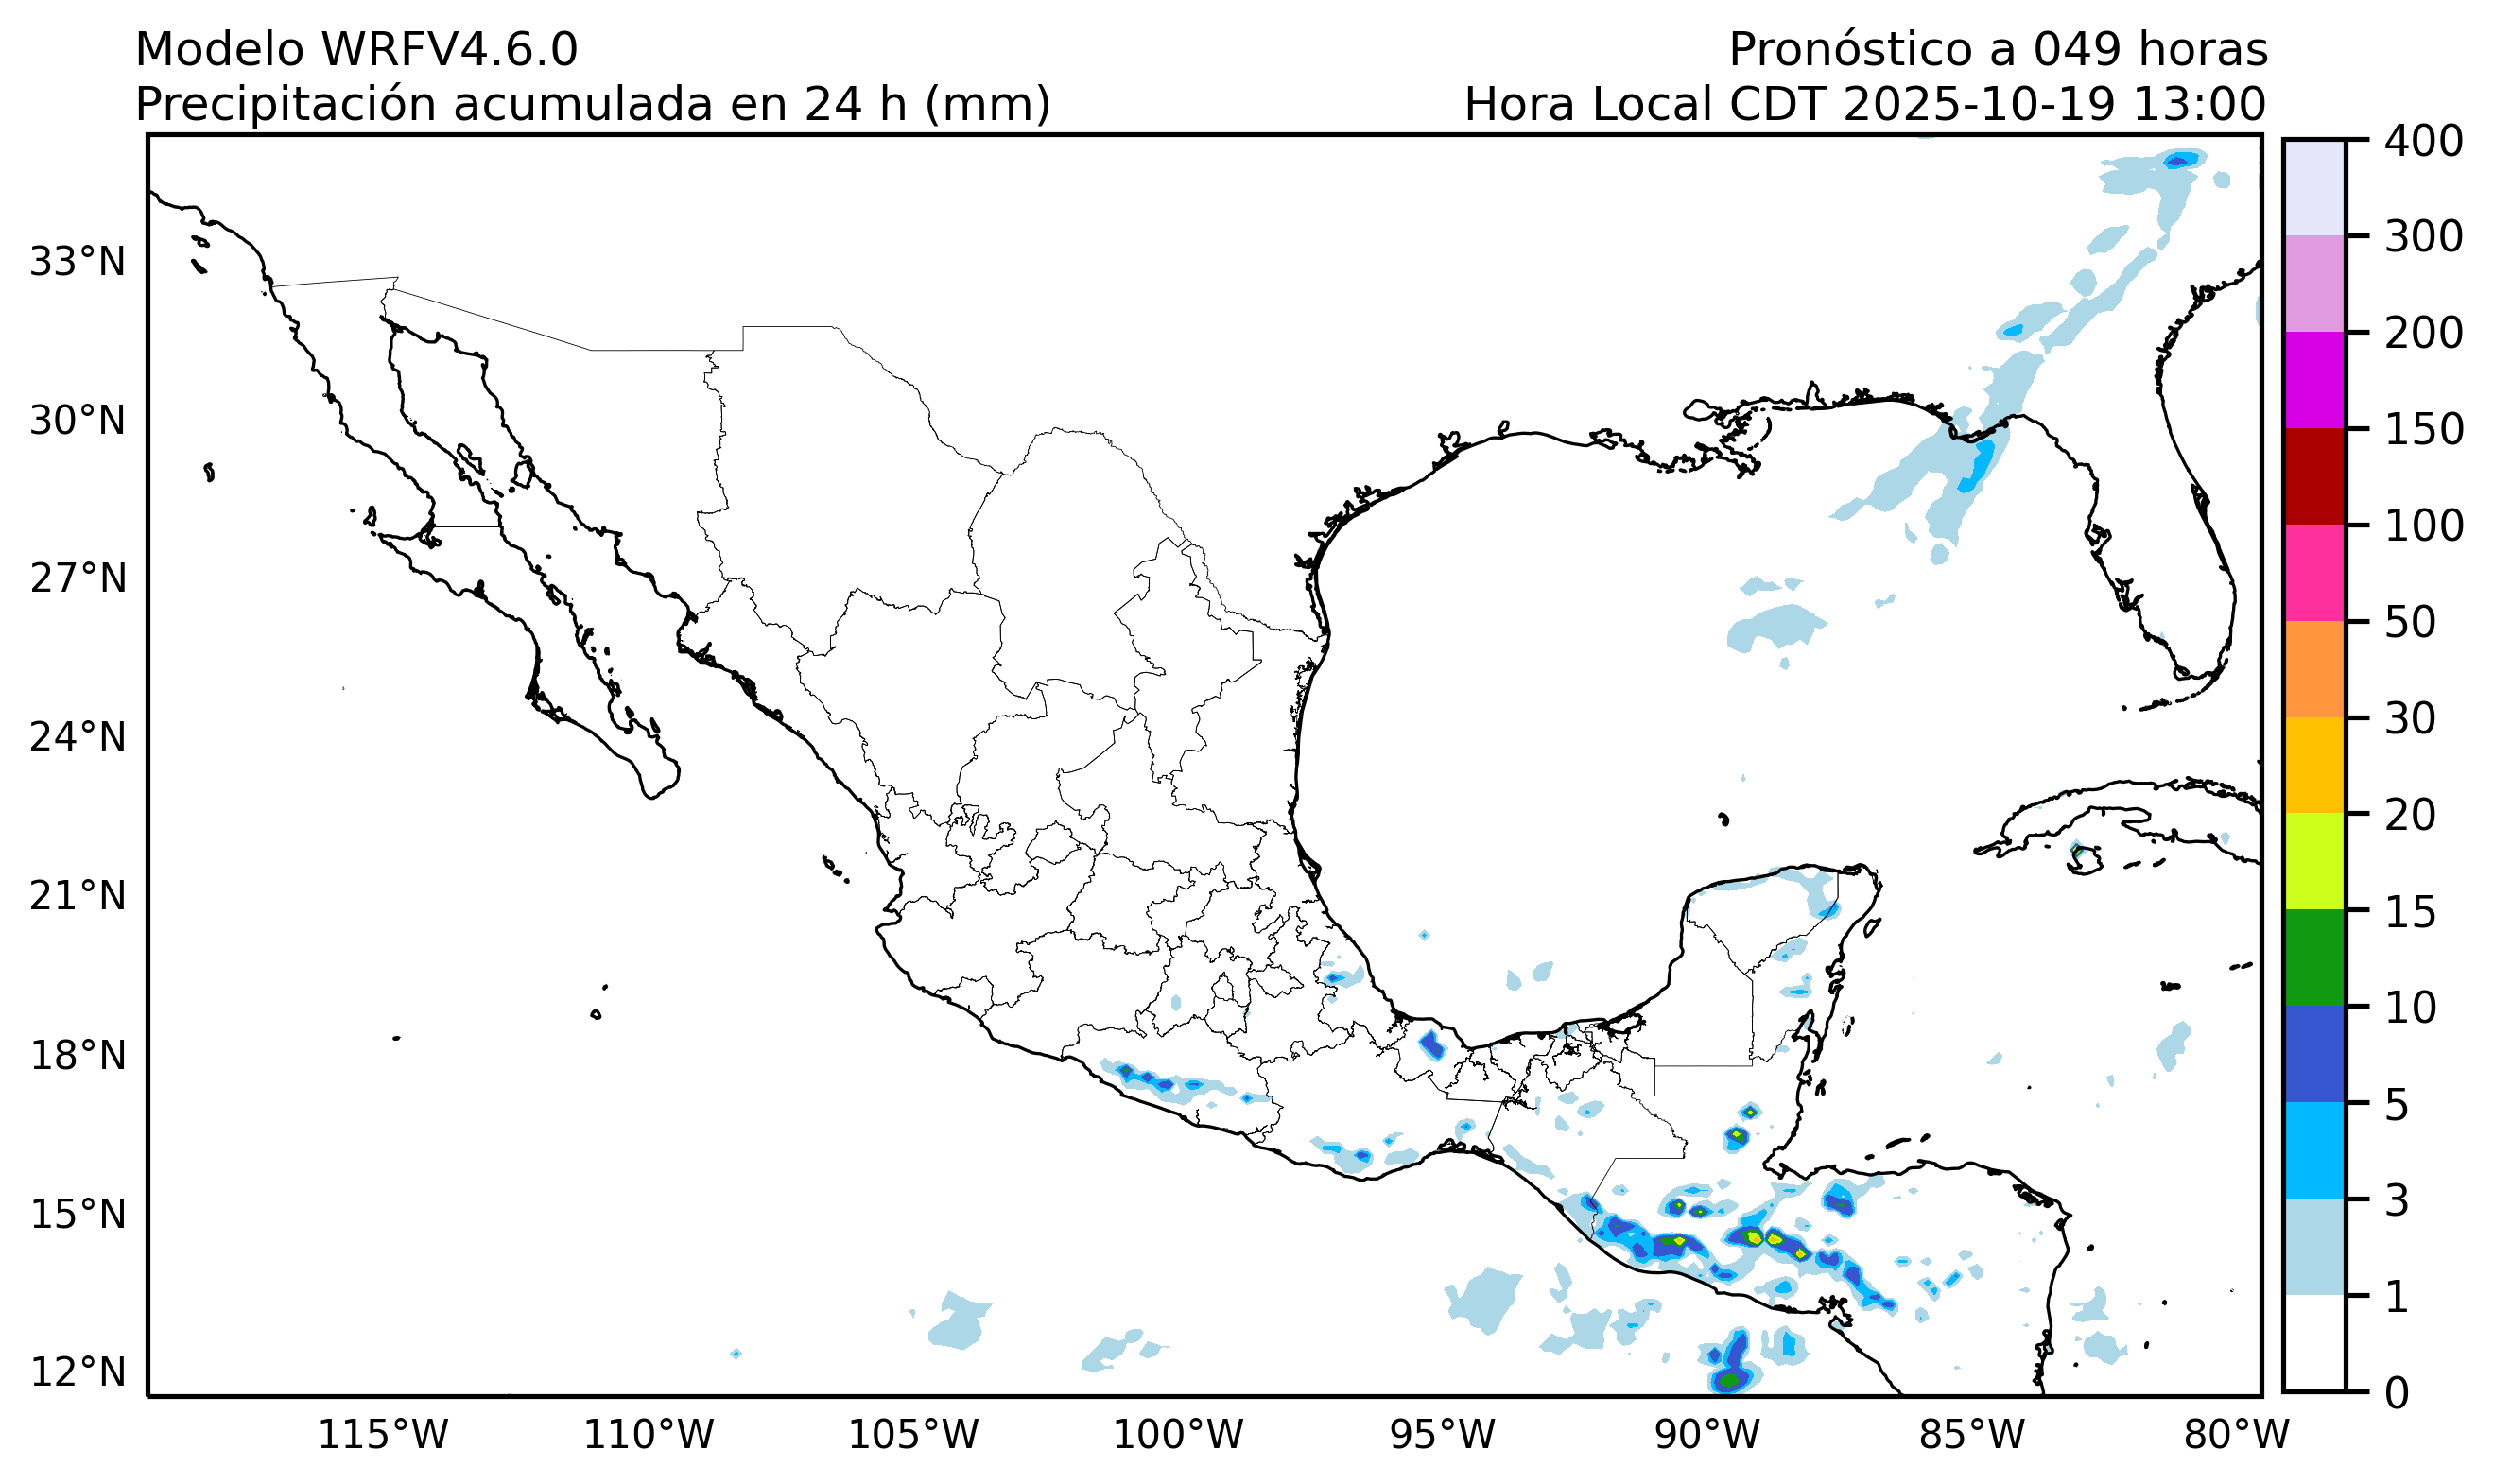 Modelo WRFV4.6.0
Pronóstico a 049 horas
Precipitación acumulada en 24 h (mm)
Hora Local CDT 2025-10-19 13:00
33°N
30°N
27°N
24°N
21°N
18°N
15°N
12°N
115°W
110°W
105°W
100°W
95°W
90°W
85°W
80°W
400
300
200
150
100
50
30
20
15
10
5
3
1
0